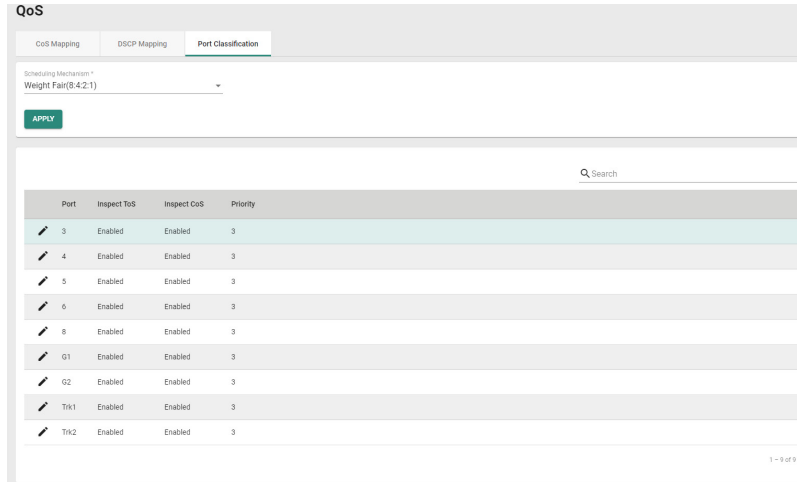 QoS
CoS Mapping DSCP Mapping Port Classification
Scheduling Mechanism *
Weight Fair(8:4:2:1)
APPLY
Search
Port Inspect ToS Inspect CoS Priority
3 Enabled Enabled 3
4 Enabled Enabled 3
5 Enabled Enabled 3
6 Enabled Enabled 3
8 Enabled Enabled 3
G1 Enabled Enabled 3
G2 Enabled Enabled 3
Trk1 Enabled Enabled 3
Trk2 Enabled Enabled 3
1 – 9 of 9